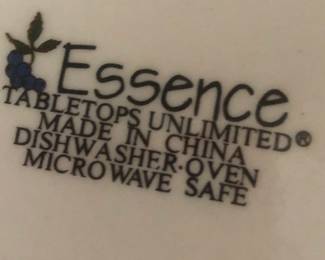 Essence
TABLETOPS UNLIMITED®
MADE IN CHINA
DISHWASHER·OVEN
MICROWAVE SAFE